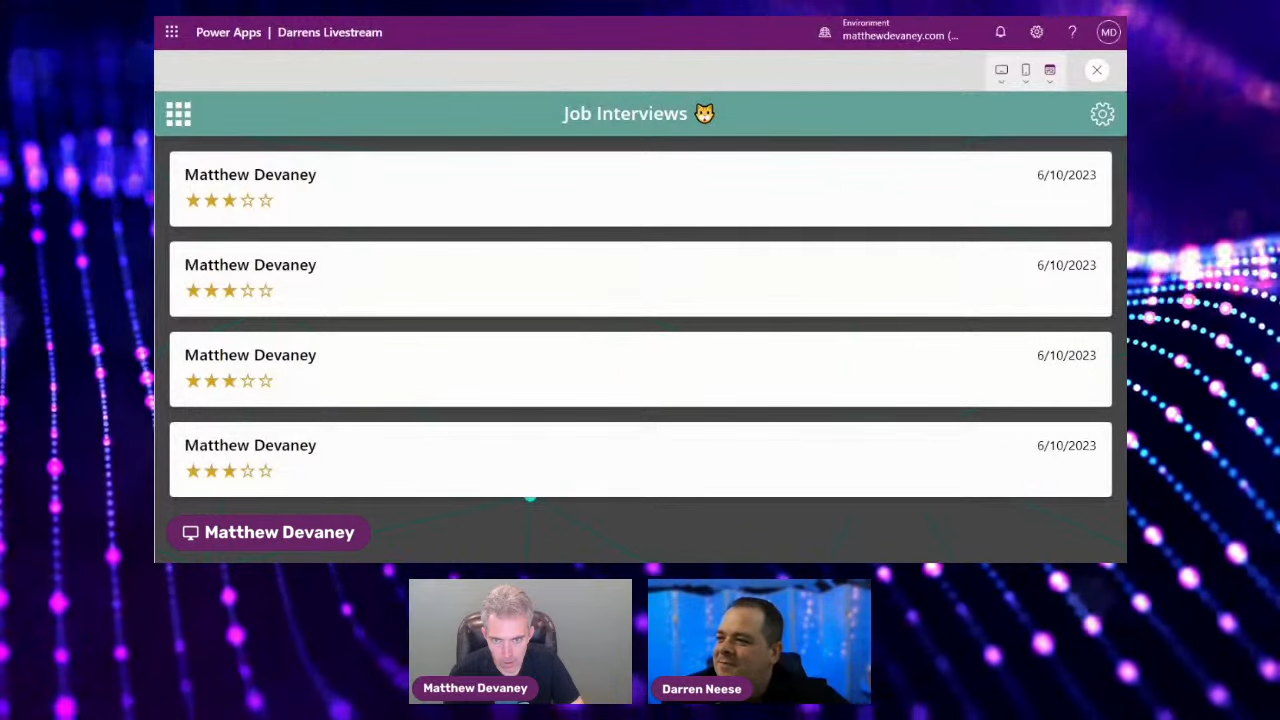 Power Apps | Darrens Livestream
Environment
matthewdevaney.com (...
MD
Job Interviews
Matthew Devaney
6/10/2023
Matthew Devaney
6/10/2023
Matthew Devaney
6/10/2023
Matthew Devaney
6/10/2023
Matthew Devaney
Matthew Devaney
Darren Neese